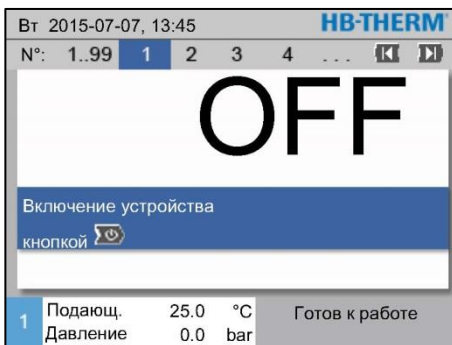 Вт 2015-07-07, 13:45 HB-THERM
N°: 1..99 1 2 3 4 ...
OFF
Включение устройства
кнопкой
1 Подающ. 25.0 °C Готов к работе
Давление 0.0 bar